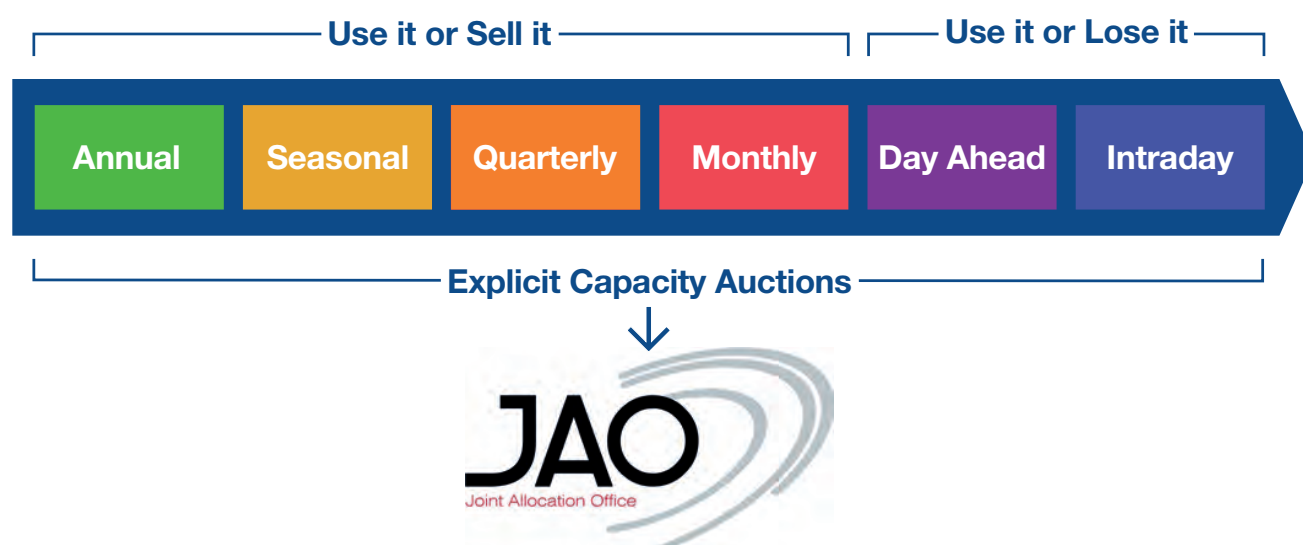 Use it or Sell it
Use it or Lose it
Annual
Seasonal
Quarterly
Monthly
Day Ahead
Intraday
Explicit Capacity Auctions
JAO
Joint Allocation Office